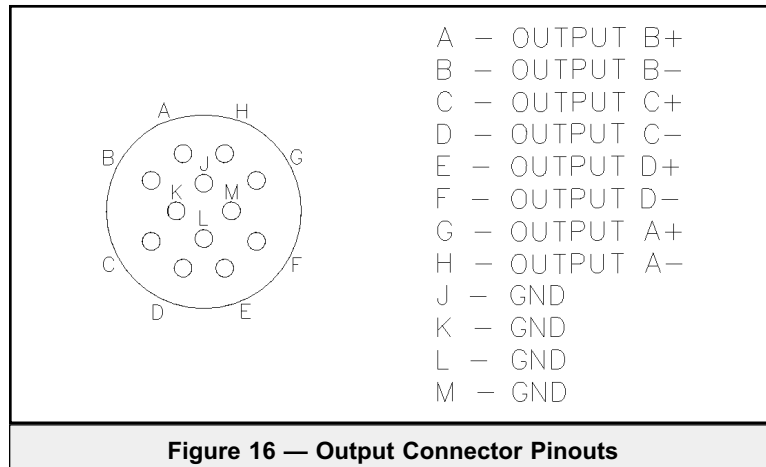 A H
B J G
K M
L
C F
D E
A – OUTPUT B+
B – OUTPUT B–
C – OUTPUT C+
D – OUTPUT C–
E – OUTPUT D+
F – OUTPUT D–
G – OUTPUT A+
H – OUTPUT A–
J – GND
K – GND
L – GND
M – GND
Figure 16 — Output Connector Pinouts